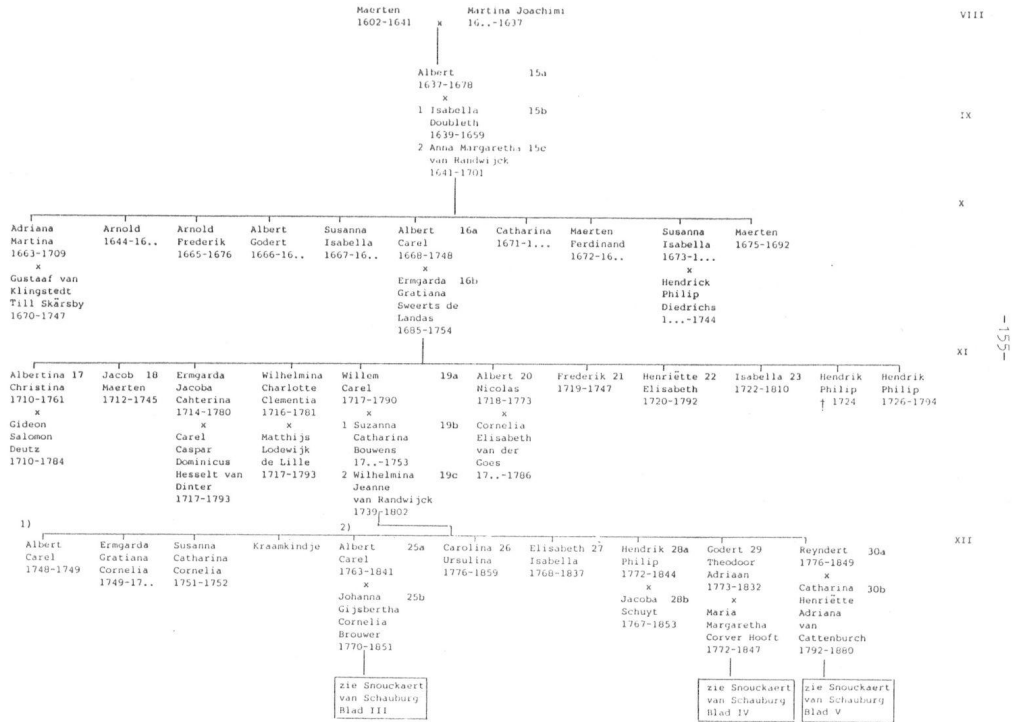 Maerten
1602-1641
x
Martina Joachimi
16..-1637
VIII
Albert 15a
1637-1678
x
1 Isabella 15b
Doubleth
1639-1659
2 Anna Margaretha 15c
van Randwijck
1641-1701
IX
X
Adriana
Martina
1663-1709
x
Gustaaf van
Klingstedt
Till Skärsby
1670-1747
Arnold
1644-16..
Arnold
Frederik
1665-1676
Albert
Godert
1666-16..
Susanna
Isabella
1667-16..
Albert 16a
Carel
1668-1748
x
Ermgarda 16b
Gratiana
Sweerts de
Landas
1685-1754
Catharina
1671-1...
Maerten
Ferdinand
1672-16..
Susanna
Isabella
1673-1...
x
Hendrick
Philip
Diedrichs
1...-1744
Maerten
1675-1692
-155-
XI
Albertina 17
Christina
1710-1761
x
Gideon
Salomon
Deutz
1710-1784
Jacob 18
Maerten
1712-1745
Ermgarda
Jacoba
Cahterina
1714-1780
x
Carel
Caspar
Dominicus
Hesselt van
Dinter
1717-1793
Wilhelmina
Charlotte
Clementia
1716-1781
x
Matthijs
Lodewijk
de Lille
1717-1793
Willem 19a
Carel
1717-1790
x
1 Suzanna 19b
Catharina
Bouwens
17..-1753
2 Wilhelmina 19c
Jeanne
van Randwijck
1739-1802
Albert 20
Nicolas
1718-1773
x
Cornelia
Elisabeth
van der
Goes
17..-1786
Frederik 21
1719-1747
Henriëtte 22
Elisabeth
1720-1792
Isabella 23
1722-1810
Hendrik
Philip
† 1724
Hendrik
Philip
1726-1794
1)
2)
XII
Albert
Carel
1748-1749
Ermgarda
Gratiana
Cornelia
1749-17..
Susanna
Catharina
Cornelia
1751-1752
Kraamkindje
Albert 25a
Carel
1763-1841
x
Johanna 25b
Gijsbertha
Cornelia
Brouwer
1770-1851
Carolina 26
Ursulina
1776-1859
Elisabeth 27
Isabella
1768-1837
Hendrik 28a
Philip
1772-1844
x
Jacoba 28b
Schuyt
1767-1853
Godert 29
Theodoor
Adriaan
1773-1832
x
Maria
Margaretha
Corver Hooft
1772-1847
Reyndert 30a
1776-1849
x
Catharina 30b
Henriëtte
Adriana
van
Cattenburch
1792-1880
zie Snouckaert
van Schauburg
Blad III
zie Snouckaert
van Schauburg
Blad IV
zie Snouckaert
van Schauburg
Blad V